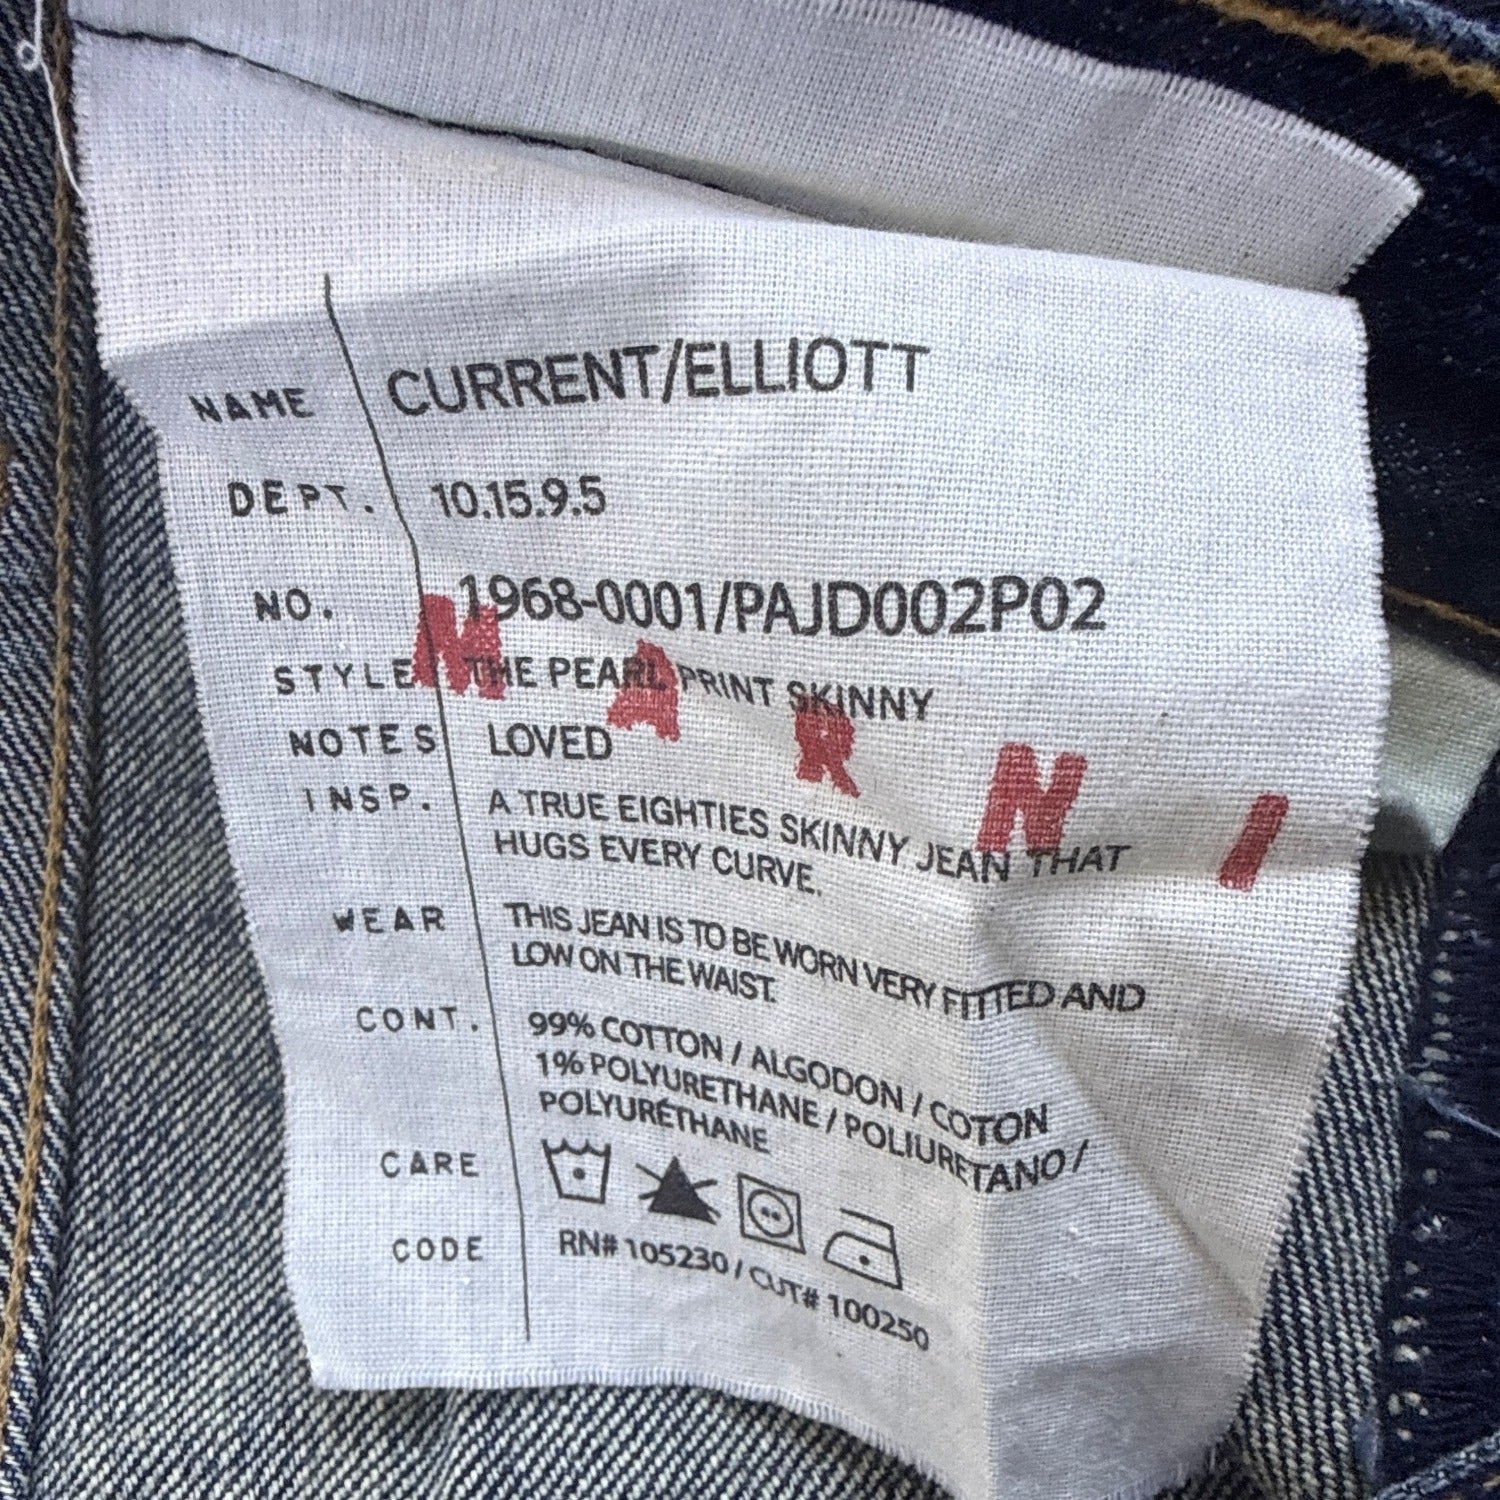 NAME CURRENT/ELLIOTT
DEPT. 10.15.9.5
NO. 1968-0001/PAJD002P02
STYLE THE PEARL PRINT SKINNY
MARNI
NOTES LOVED
INSP. A TRUE EIGHTIES SKINNY JEAN THAT
HUGS EVERY CURVE.
WEAR THIS JEAN IS TO BE WORN VERY FITTED AND
LOW ON THE WAIST.
CONT. 99% COTTON / ALGODON / COTON
1% POLYURETHANE / POLIURETANO /
POLYURÉTHANE
CARE
CODE RN# 105230 / CUT# 100250